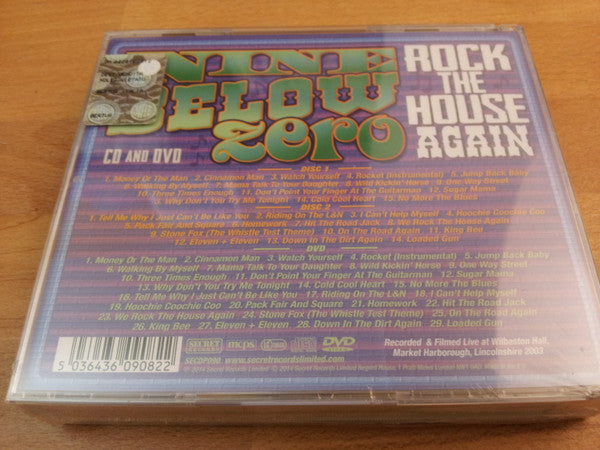 NINE
BELOW
Zero
ROCK
THE
HOUSE
AGAIN
CD AND DVD
DISC 1
1. Money Or The Man 2. Cinnamon Man 3. Watch Yourself 4. Rocket (Instrumental) 5. Jump Back Baby
6. Walking By Myself 7. Mama Talk To Your Daughter 8. Wild Kickin' Horse 9. One Way Street
10. Three Times Enough 11. Don't Point Your Finger At The Guitarman 12. Sugar Mama
13. Why Don't You Try Me Tonight 14. Cold Cool Heart 15. No More The Blues
DISC 2
1. Tell Me Why I Just Can't Be Like You 2. Riding On The L&N 3. I Can't Help Myself 4. Hoochie Coochie Coo
5. Pack Fair And Square 6. Homework 7. Hit The Road Jack 8. We Rock The House Again
9. Stone Fox (The Whistle Test Theme) 10. On The Road Again 11. King Bee
12. Eleven + Eleven 13. Down In The Dirt Again 14. Loaded Gun
DVD
1. Money Or The Man 2. Cinnamon Man 3. Watch Yourself 4. Rocket (Instrumental) 5. Jump Back Baby
6. Walking By Myself 7. Mama Talk To Your Daughter 8. Wild Kickin' Horse 9. One Way Street
10. Three Times Enough 11. Don't Point Your Finger At The Guitarman 12. Sugar Mama
13. Why Don't You Try Me Tonight 14. Cold Cool Heart 15. No More The Blues
16. Tell Me Why I Just Can't Be Like You 17. Riding On The L&N 18. I Can't Help Myself
19. Hoochie Coochie Coo 20. Pack Fair And Square 21. Homework 22. Hit The Road Jack
23. We Rock The House Again 24. Stone Fox (The Whistle Test Theme) 25. On The Road Again
26. King Bee 27. Eleven + Eleven 28. Down In The Dirt Again 29. Loaded Gun
5 036436 090822
SECRET
mcps
DVD
SECDP090 www.secretrecordslimited.com
Recorded & Filmed Live at Wilbaston Hall,
Market Harborough, Lincolnshire 2003